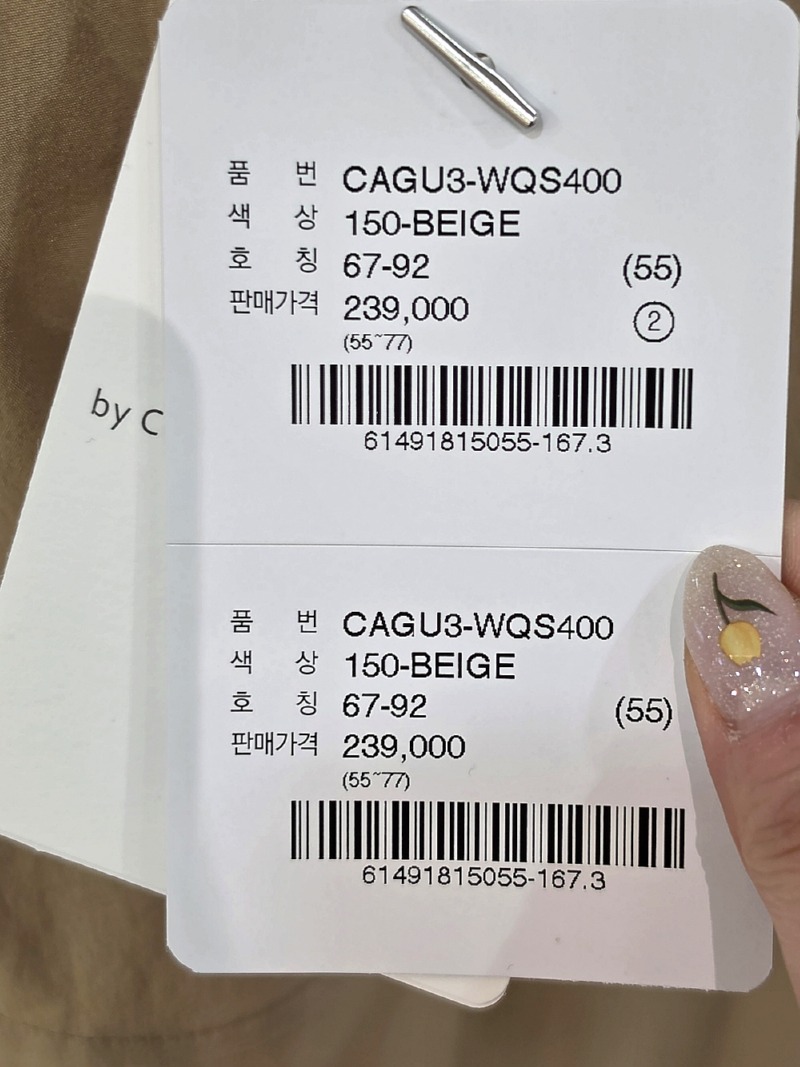 품 번 CAGU3-WQS400
색 상 150-BEIGE
호 칭 67-92 (55)
판매가격 239,000 ②
(55~77)
61491815055-167.3
by C
품 번 CAGU3-WQS400
색 상 150-BEIGE
호 칭 67-92 (55)
판매가격 239,000
(55~77)
61491815055-167.3